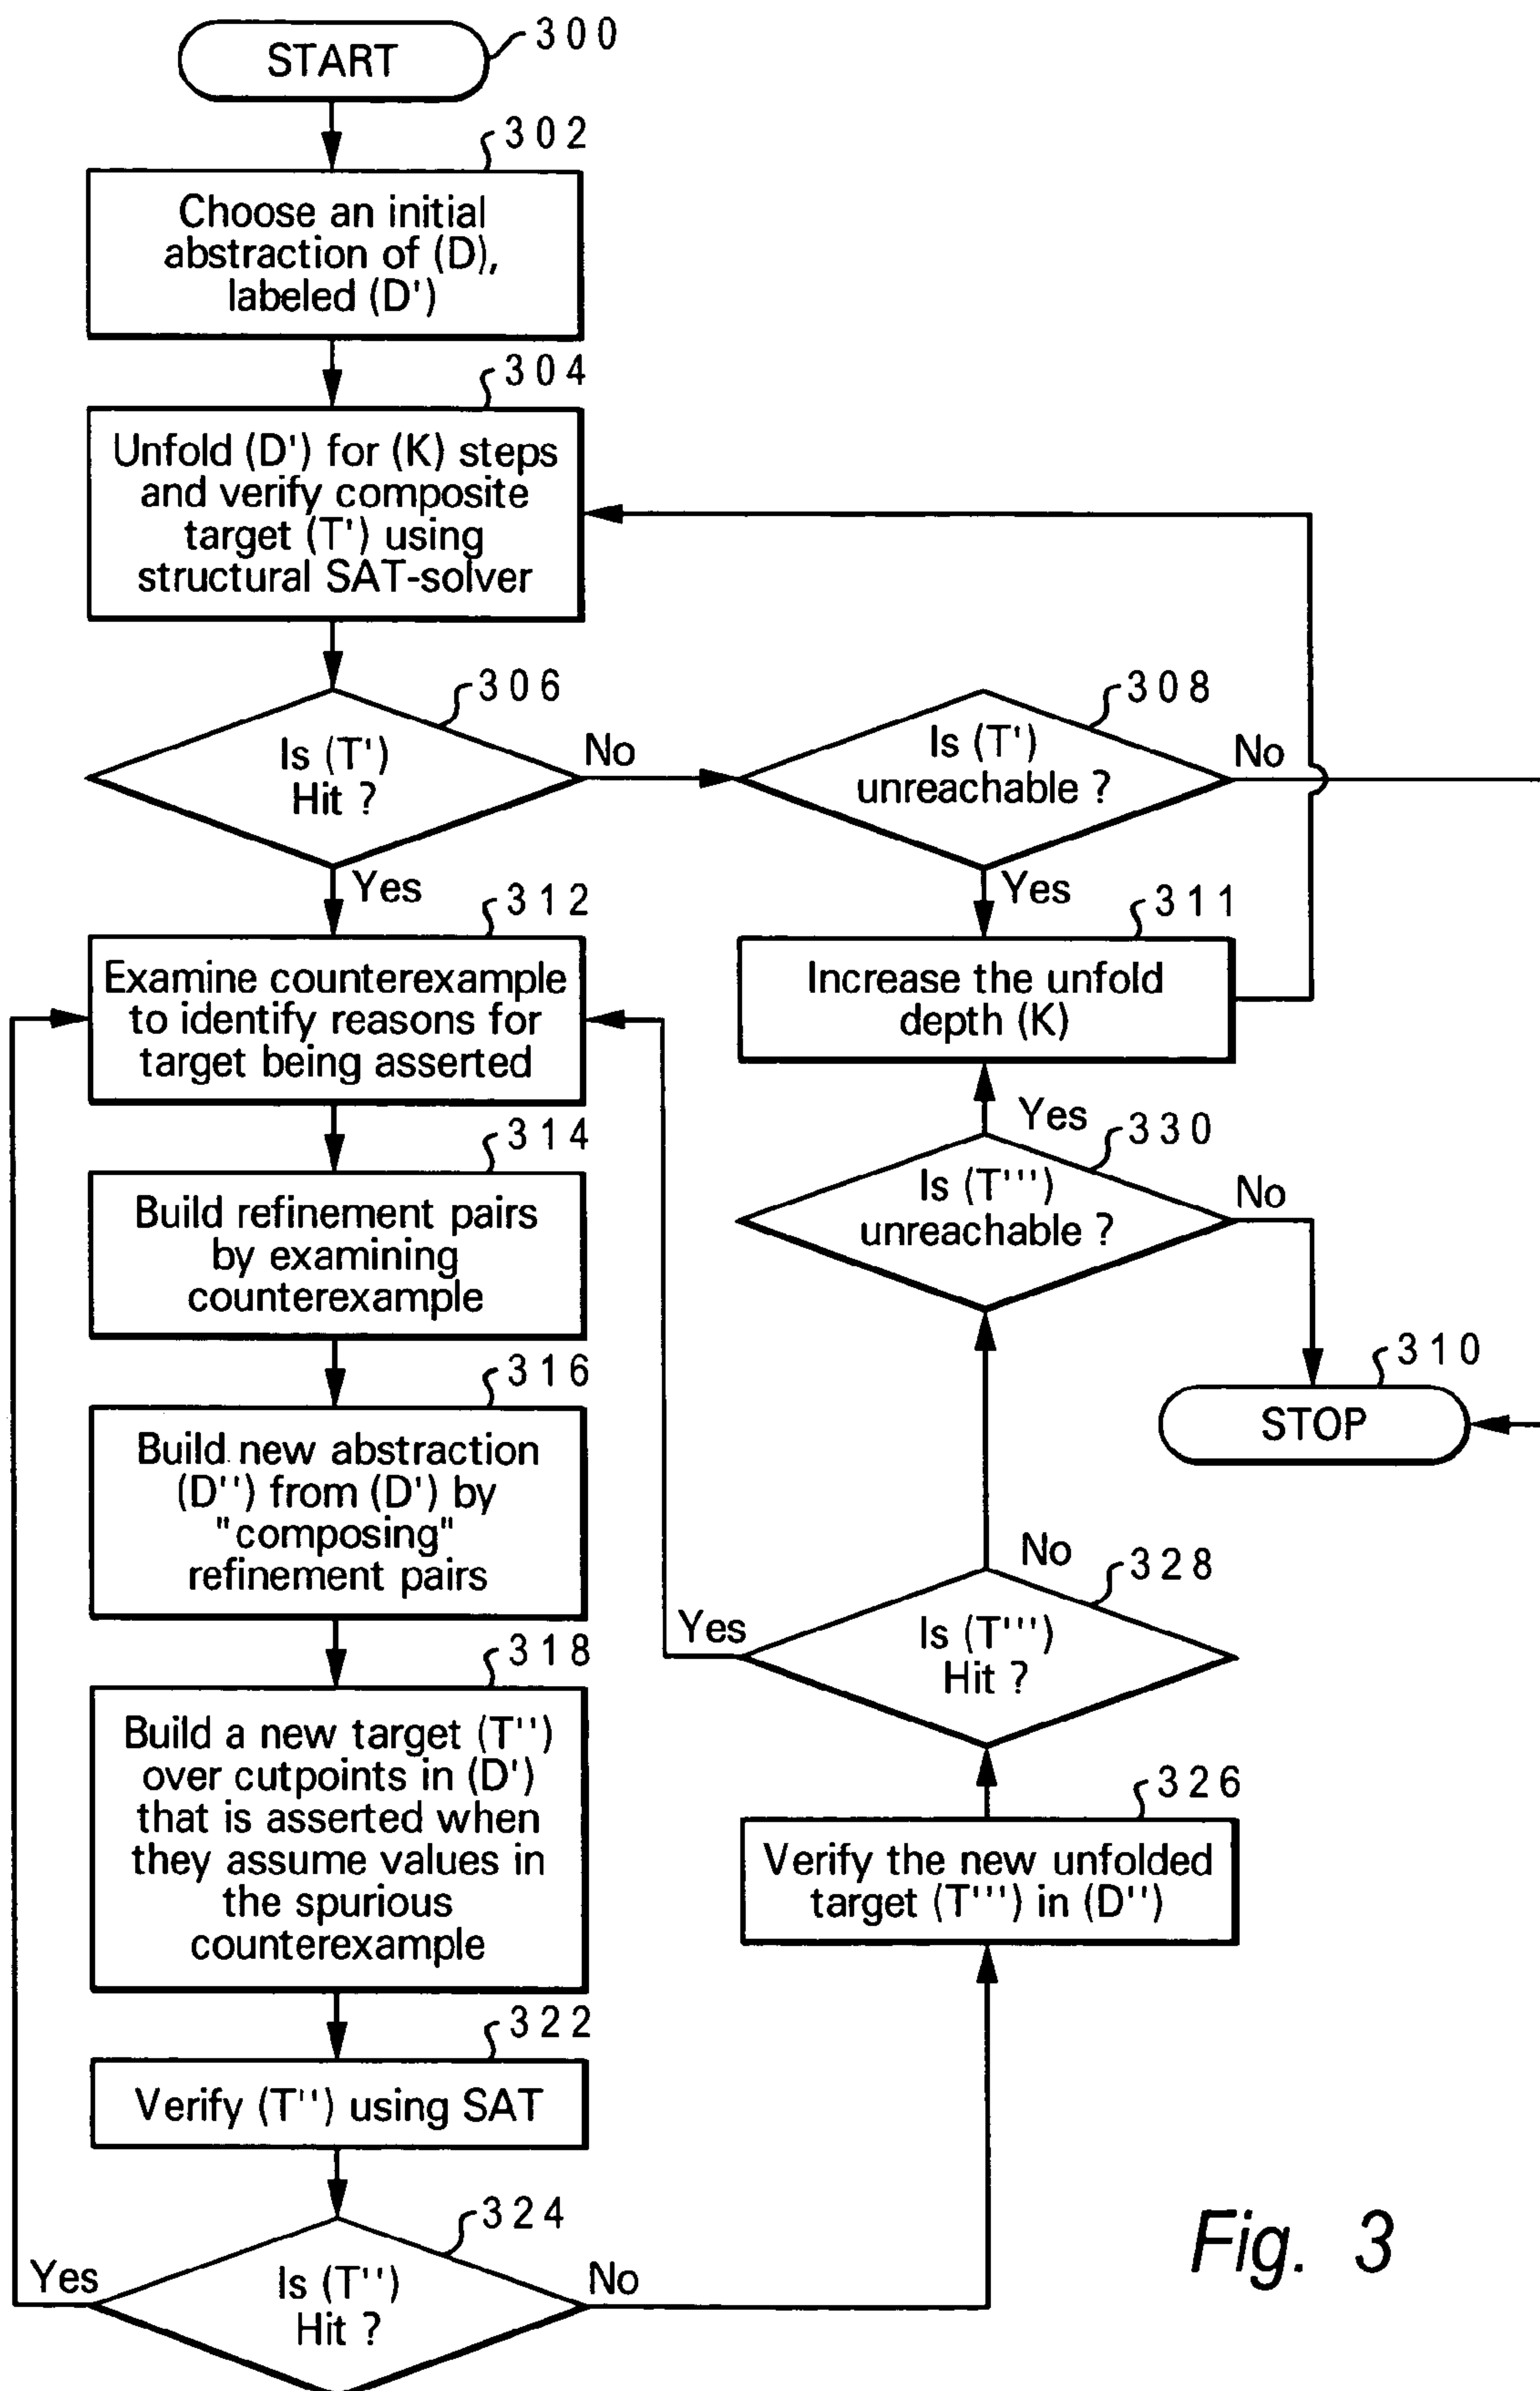 START
300
302
Choose an initial
abstraction of (D),
labeled (D')
304
Unfold (D') for (K) steps
and verify composite
target (T') using
structural SAT-solver
306
Is (T')
Hit ?
No
Yes
308
Is (T')
unreachable ?
No
Yes
311
Increase the unfold
depth (K)
312
Examine counterexample
to identify reasons for
target being asserted
314
Build refinement pairs
by examining
counterexample
Yes
330
Is (T''')
unreachable ?
No
310
STOP
316
Build new abstraction
(D'') from (D') by
"composing"
refinement pairs
No
328
Is (T''')
Hit ?
Yes
318
Build a new target (T'')
over cutpoints in (D')
that is asserted when
they assume values in
the spurious
counterexample
326
Verify the new unfolded
target (T''') in (D'')
322
Verify (T'') using SAT
324
Is (T'')
Hit ?
Yes
No
Fig. 3